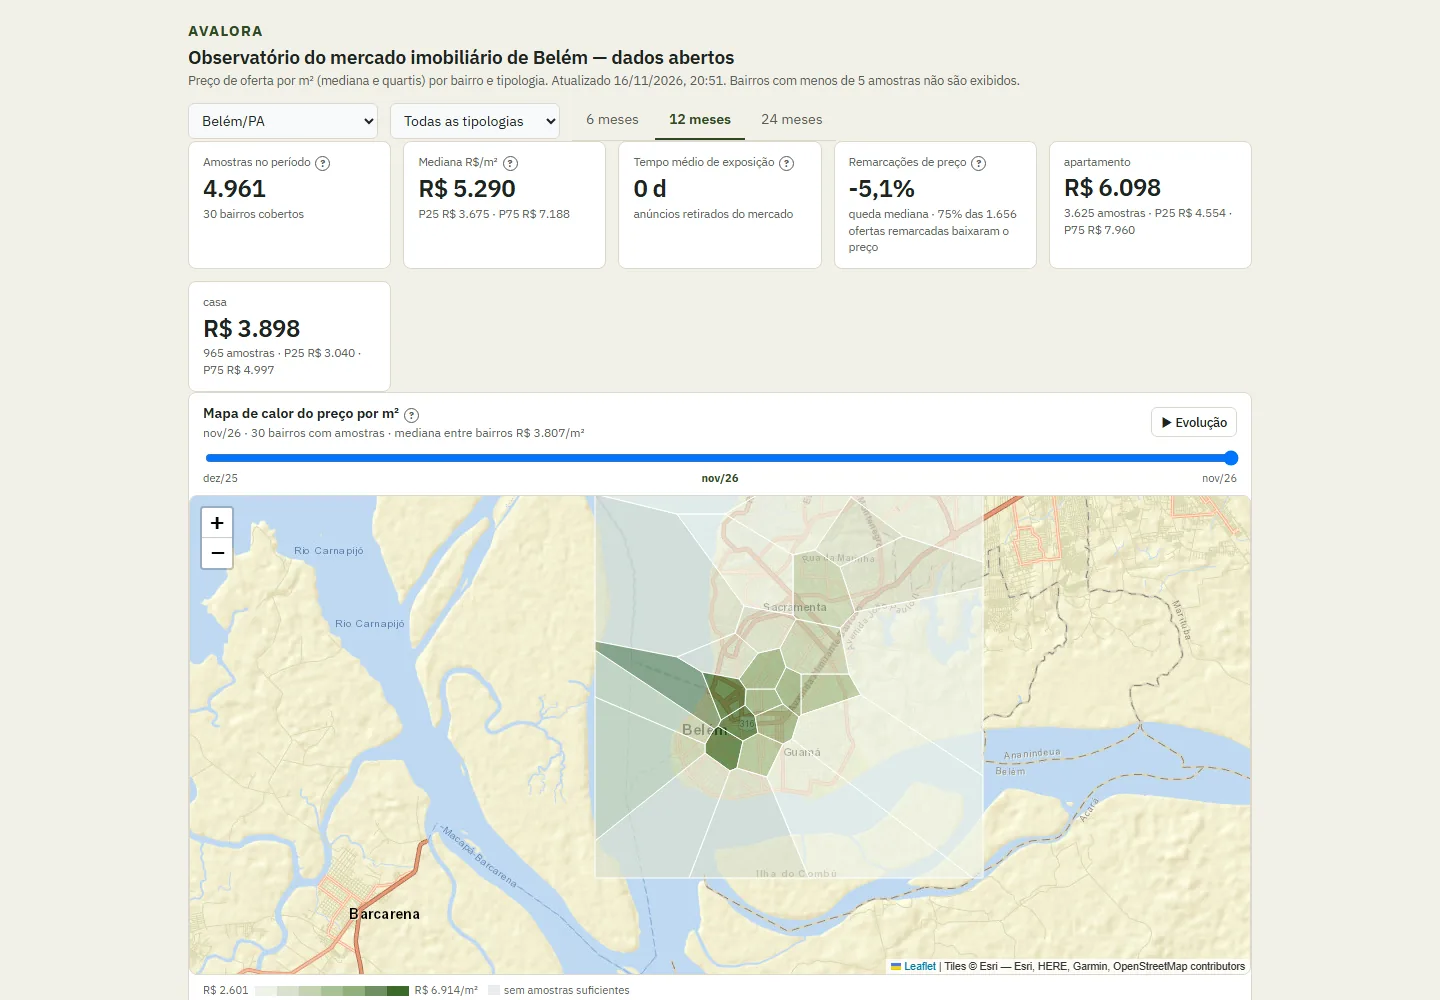 AVALORA
Observatório do mercado imobiliário de Belém — dados abertos
Preço de oferta por m² (mediana e quartis) por bairro e tipologia. Atualizado 16/11/2026, 20:51. Bairros com menos de 5 amostras não são exibidos.
Belém/PA
Todas as tipologias
6 meses
12 meses
24 meses
Amostras no período ?
4.961
30 bairros cobertos
Mediana R$/m² ?
R$ 5.290
P25 R$ 3.675 · P75 R$ 7.188
Tempo médio de exposição ?
0 d
anúncios retirados do mercado
Remarcações de preço ?
-5,1%
queda mediana · 75% das 1.656
ofertas remarcadas baixaram o
preço
apartamento
R$ 6.098
3.625 amostras · P25 R$ 4.554 ·
P75 R$ 7.960
casa
R$ 3.898
965 amostras · P25 R$ 3.040 ·
P75 R$ 4.997
Mapa de calor do preço por m² ?
nov/26 · 30 bairros com amostras · mediana entre bairros R$ 3.807/m²
▶ Evolução
dez/25
nov/26
nov/26
+
−
Rio Carnapijó
Rio Carnapijó
Rua da Marinha
Sacramenta
Marituba
Belém
316
Guamá
Ananindeua
Belém
Acará
Macapá-Barcarena
Ilha do Combú
Barcarena
Leaflet | Tiles © Esri — Esri, HERE, Garmin, OpenStreetMap contributors
R$ 2.601
R$ 6.914/m²
sem amostras suficientes